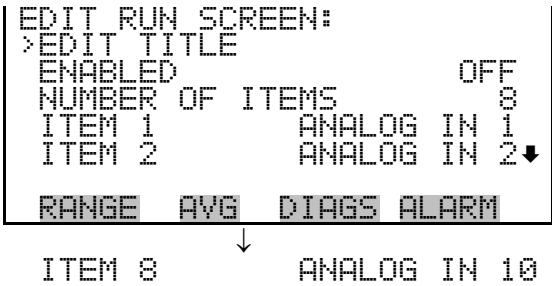 EDIT RUN SCREEN:
>EDIT TITLE
ENABLED OFF
NUMBER OF ITEMS 8
ITEM 1 ANALOG IN 1
ITEM 2 ANALOG IN 2🡇
RANGE AVG DIAGS ALARM
↓
ITEM 8 ANALOG IN 10